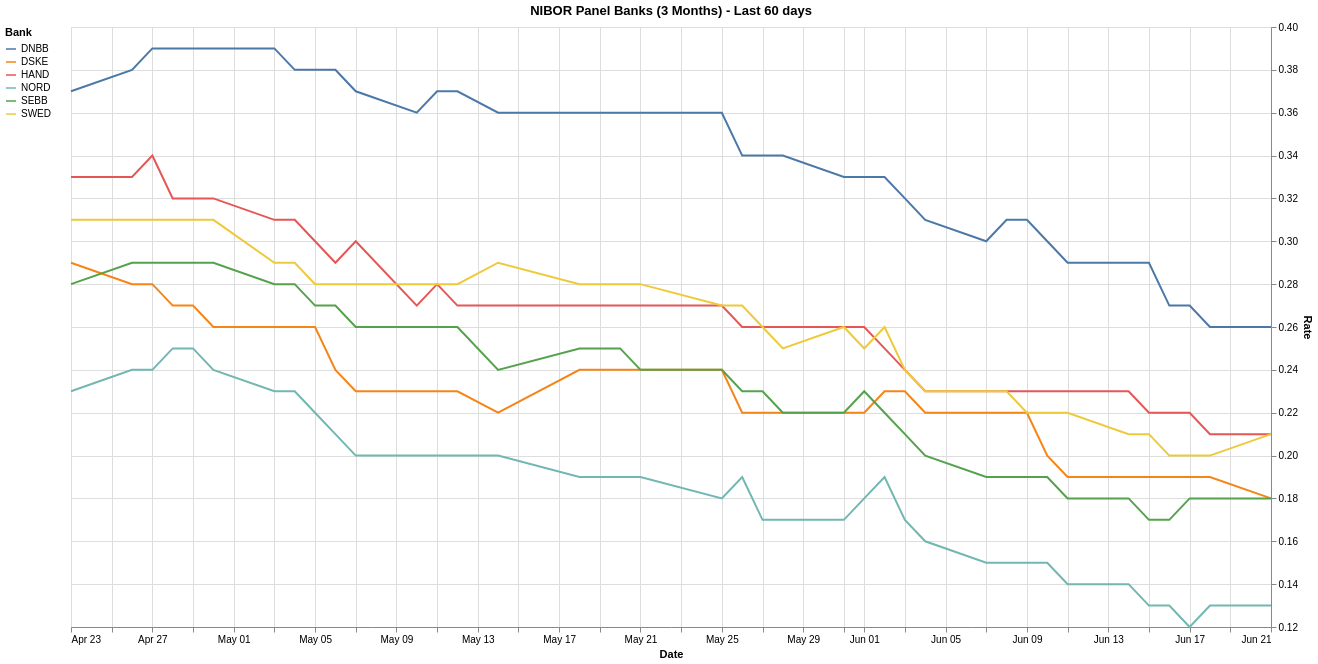 NIBOR Panel Banks (3 Months) - Last 60 days
Bank
DNBB
DSKE
HAND
NORD
SEBB
SWED
0.40
0.38
0.36
0.34
0.32
0.30
0.28
0.26
0.24
0.22
0.20
0.18
0.16
0.14
0.12
Rate
Apr 23 Apr 27 May 01 May 05 May 09 May 13 May 17 May 21 May 25 May 29 Jun 01 Jun 05 Jun 09 Jun 13 Jun 17 Jun 21
Date